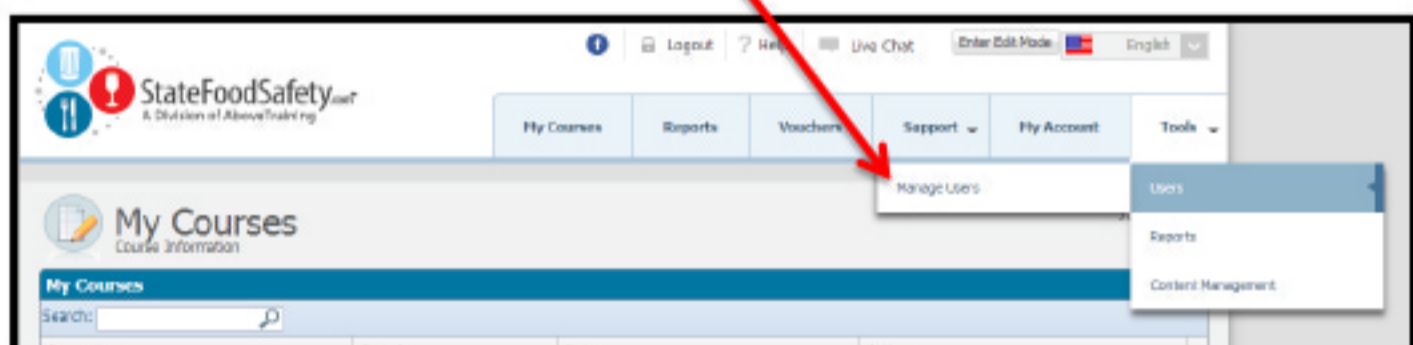 Logout ? Help Live Chat Enter Edit Mode English
StateFoodSafety.com
A Division of AboveTraining
My Courses Reports Vouchers Support My Account Tools
Manage Users Users
My Courses
Course Information
Reports
My Courses
Content Management
Search: